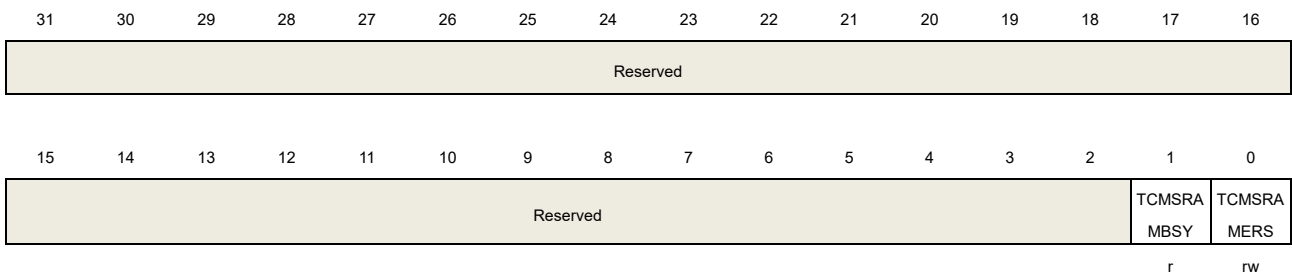 31 30 29 28 27 26 25 24 23 22 21 20 19 18 17 16
Reserved
15 14 13 12 11 10 9 8 7 6 5 4 3 2 1 0
Reserved
TCMSRA TCMSRA
MBSY MERS
r rw